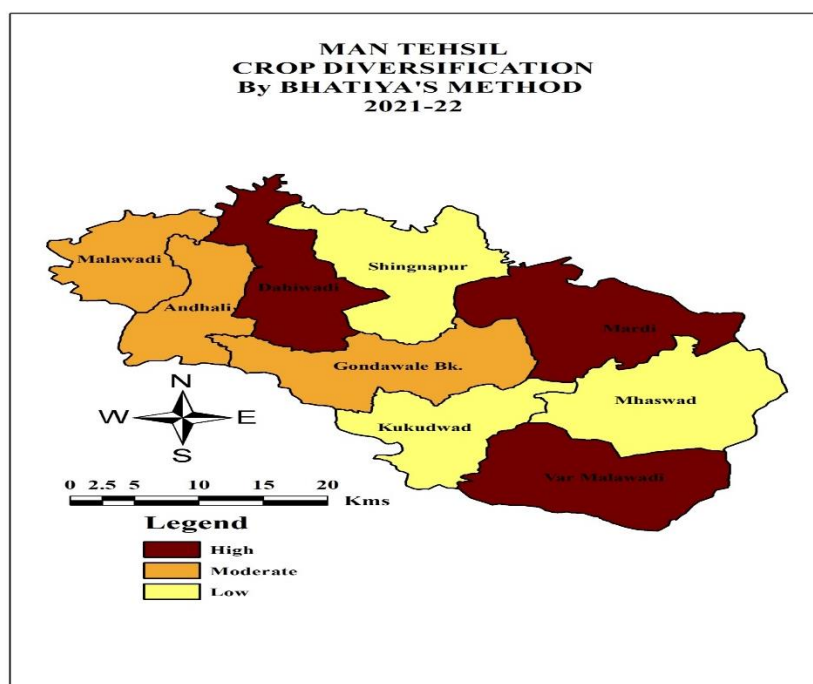 MAN TEHSIL
CROP DIVERSIFICATION
By BHATIYA'S METHOD
2021-22
Malawadi
Andhali
Dahiwadi
Shingnapur
Mardi
Gondawale Bk.
Mhaswad
Kukudwad
Var Malawadi
N
W E
S
0 2.5 5 10 15 20
Kms
Legend
High
Moderate
Low